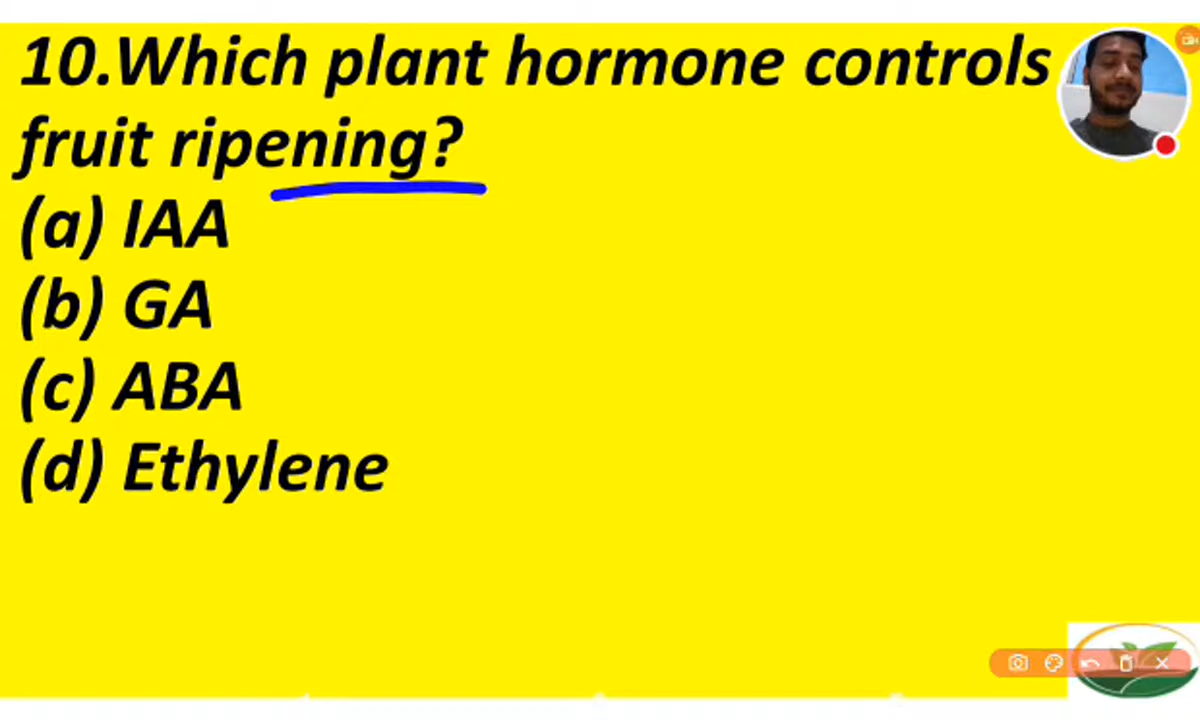 10.Which plant hormone controls
fruit ripening?
(a) IAA
(b) GA
(c) ABA
(d) Ethylene